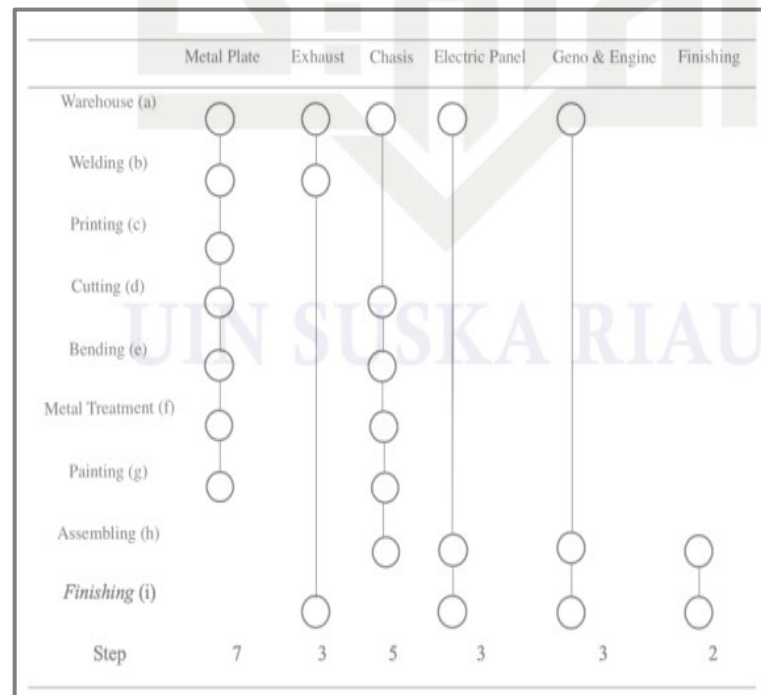 Metal Plate Exhaust Chasis Electric Panel Geno & Engine Finishing
Warehouse (a)
Welding (b)
Printing (c)
Cutting (d)
UIN SUSKA RIAU
Bending (e)
Metal Treatment (f)
Painting (g)
Assembling (h)
Finishing (i)
Step 7 3 5 3 3 2